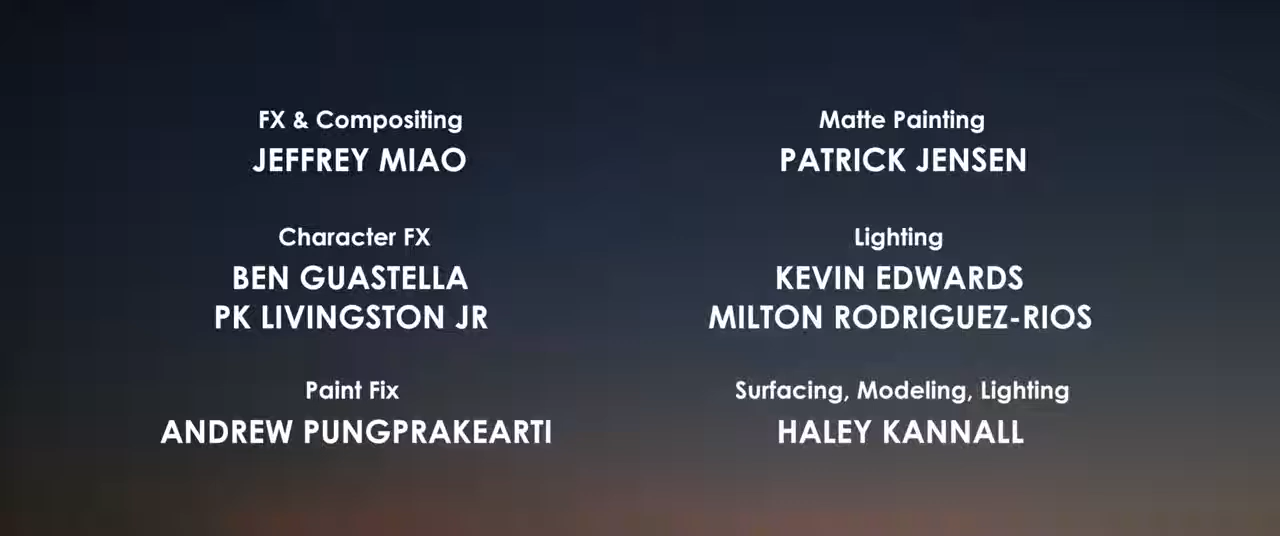 FX & Compositing
JEFFREY MIAO
Character FX
BEN GUASTELLA
PK LIVINGSTON JR
Paint Fix
ANDREW PUNGPRAKEARTI
Matte Painting
PATRICK JENSEN
Lighting
KEVIN EDWARDS
MILTON RODRIGUEZ-RIOS
Surfacing, Modeling, Lighting
HALEY KANNALL